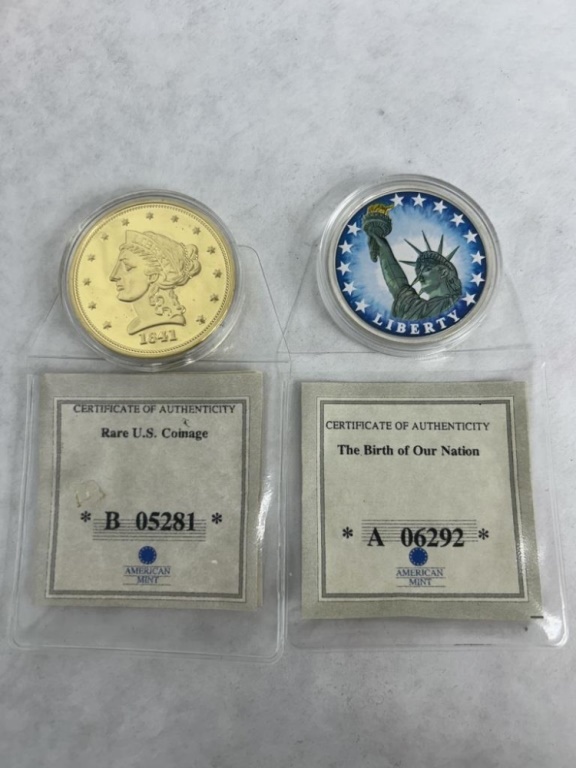 1841
LIBERTY
CERTIFICATE OF AUTHENTICITY
Rare U.S. Coinage
* B 05281 *
AMERICAN
MINT
CERTIFICATE OF AUTHENTICITY
The Birth of Our Nation
* A 06292 *
AMERICAN
MINT